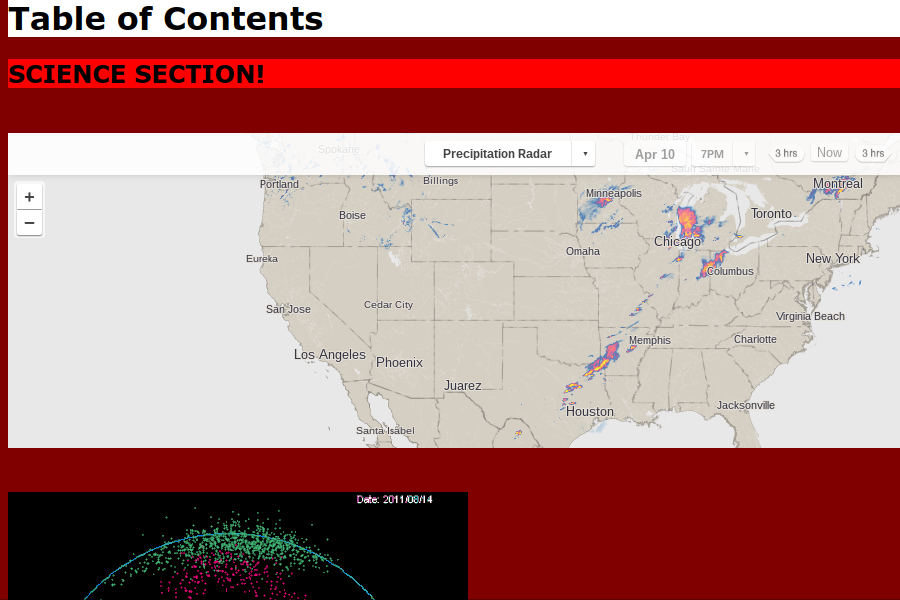 Table of Contents
SCIENCE SECTION!
Thunder Bay
Spokane
Precipitation Radar
Apr 10
7PM
3 hrs
Now
3 hrs
Sault Sainte Marie
Portland
Billings
Minneapolis
Montreal
+
−
Boise
Toronto
Chicago
Omaha
Eureka
New York
Columbus
San Jose
Cedar City
Virginia Beach
Memphis
Charlotte
Los Angeles
Phoenix
Juarez
Houston
Jacksonville
Santa Isabel
Date: 2011/08/14